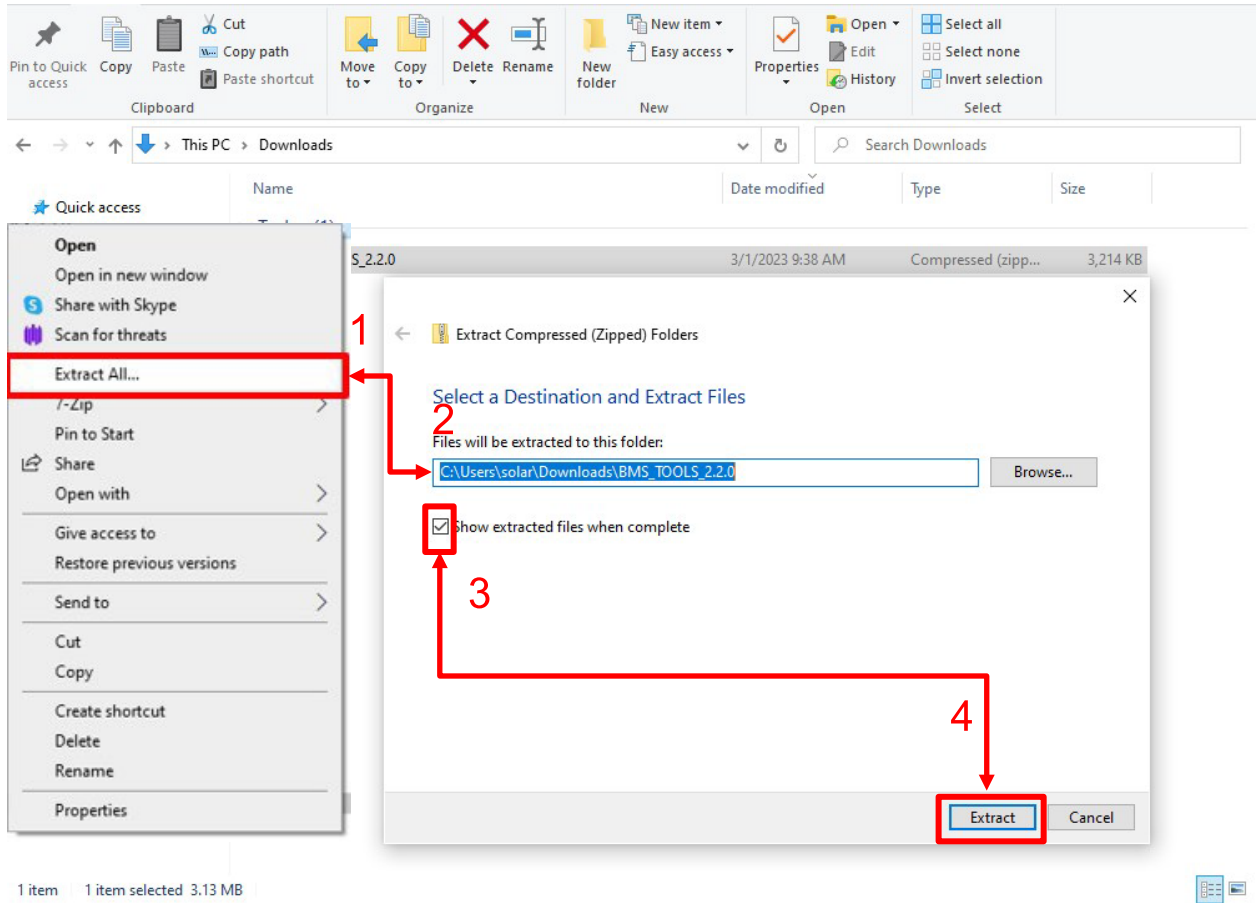 Pin to Quick access
Copy
Paste
Cut
Copy path
Paste shortcut
Clipboard
Move to
Copy to
Delete
Rename
Organize
New folder
New item
Easy access
New
Properties
Open
Edit
History
Open
Select all
Select none
Invert selection
Select
This PC > Downloads
Search Downloads
Quick access
Name
Date modified
Type
Size
S_2.2.0
3/1/2023 9:38 AM
Compressed (zipp...
3,214 KB
Open
Open in new window
Share with Skype
Scan for threats
Extract All...
7-Zip
Pin to Start
Share
Open with
Give access to
Restore previous versions
Send to
Cut
Copy
Create shortcut
Delete
Rename
Properties
1
Extract Compressed (Zipped) Folders
Select a Destination and Extract Files
2
Files will be extracted to this folder:
C:\Users\solar\Downloads\BMS_TOOLS_2.2.0
Browse...
Show extracted files when complete
3
4
Extract
Cancel
1 item
1 item selected 3.13 MB